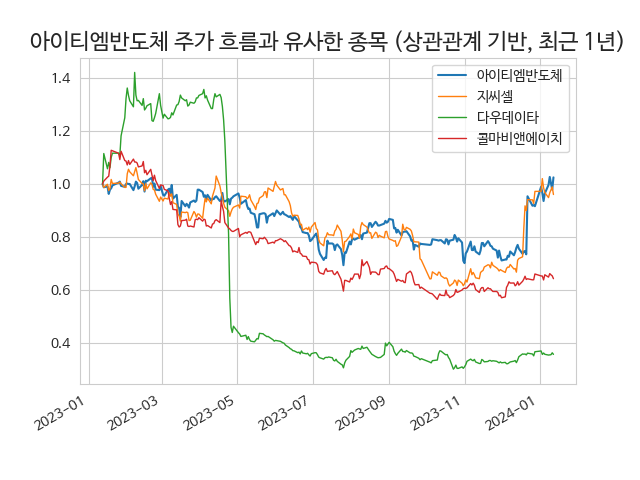 아이티엠반도체 주가 흐름과 유사한 종목 (상관관계 기반, 최근 1년)
아이티엠반도체
지씨셀
다우데이타
콜마비앤에이치
1.4
1.2
1.0
0.8
0.6
0.4
2023-01
2023-03
2023-05
2023-07
2023-09
2023-11
2024-01